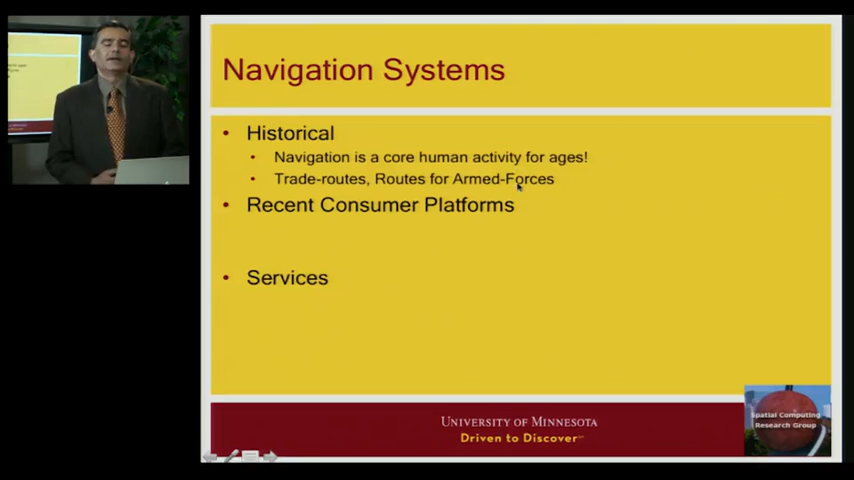 Navigation Systems
• Historical
• Navigation is a core human activity for ages!
• Trade-routes, Routes for Armed-Forces
• Recent Consumer Platforms
• Services
UNIVERSITY OF MINNESOTA
Driven to Discover
Spatial Computing
Research Group